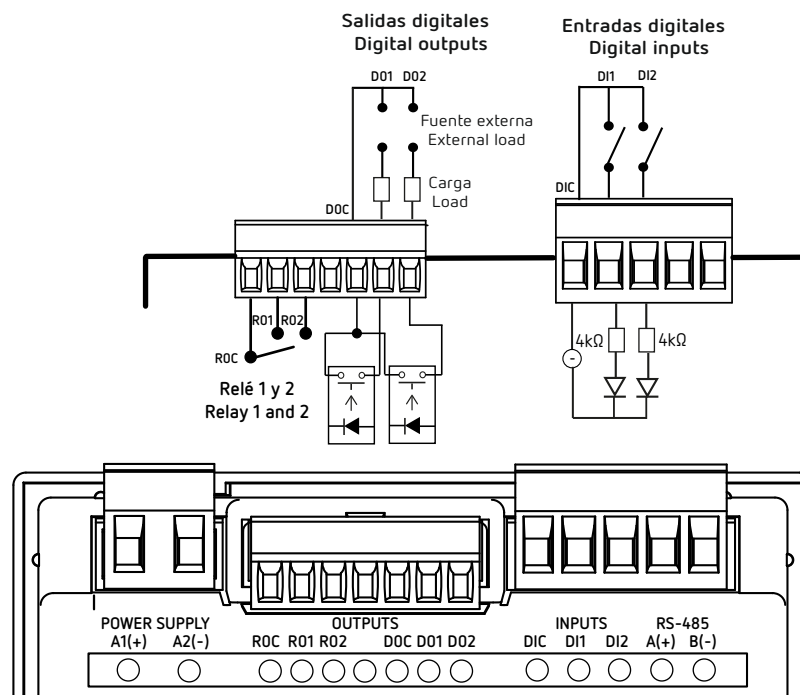 Salidas digitales
Digital outputs
Entradas digitales
Digital inputs
DO1 DO2
DI1 DI2
Fuente externa
External load
Carga
Load
DOC
DIC
RO1 RO2
ROC
4kΩ
4kΩ
-
Relé 1 y 2
Relay 1 and 2
POWER SUPPLY OUTPUTS INPUTS RS-485
A1(+) A2(-) ROC RO1 RO2 DOC DO1 DO2 DIC DI1 DI2 A(+) B(-)